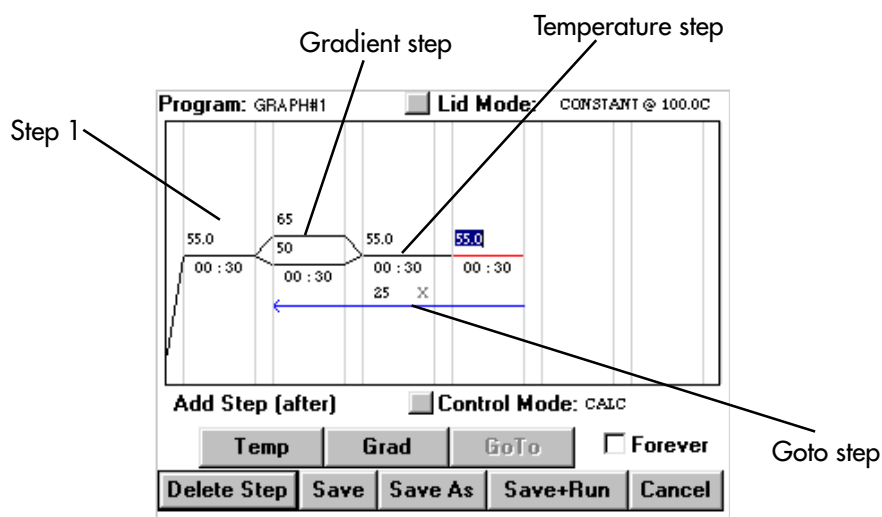 Gradient step
Temperature step
Step 1
Program: GRAPH#1 Lid Mode: CONSTANT @ 100.0C
65
55.0 50 55.0 55.0
00 : 30 00 : 30 00 : 30 00 : 30
25 X
Add Step (after) Control Mode: CALC
Temp Grad GoTo Forever
Goto step
Delete Step Save Save As Save+Run Cancel